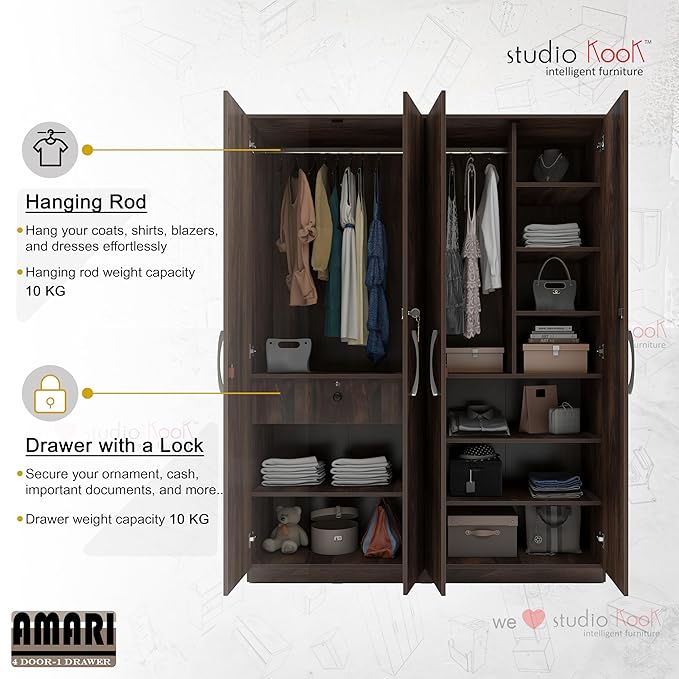 studio KooK™
intelligent furniture
Hanging Rod
• Hang your coats, shirts, blazers,
and dresses effortlessly
• Hanging rod weight capacity
10 KG
Drawer with a Lock
• Secure your ornament, cash,
important documents, and more..
• Drawer weight capacity 10 KG
AMARI
4 DOOR-1 DRAWER
we ❤ studio KooK
intelligent furniture